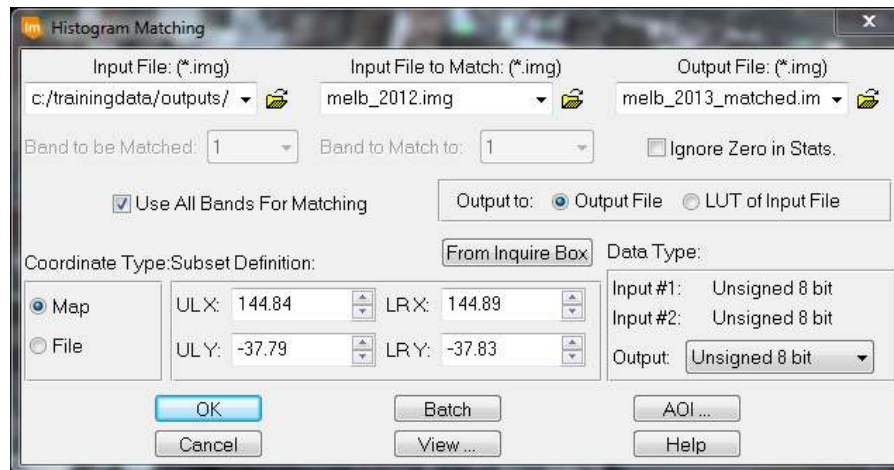 Im Histogram Matching X
Input File: (*.img) Input File to Match: (*.img) Output File: (*.img)
c:/trainingdata/outputs/ melb_2012.img melb_2013_matched.im
Band to be Matched: 1 Band to Match to: 1 Ignore Zero in Stats.
Use All Bands For Matching Output to: Output File LUT of Input File
From Inquire Box Data Type:
Coordinate Type: Subset Definition:
Input #1: Unsigned 8 bit
Map ULX: 144.84 LRX: 144.89
Input #2: Unsigned 8 bit
File ULY: -37.79 LRY: -37.83
Output: Unsigned 8 bit
OK Batch AOI ...
Cancel View ... Help